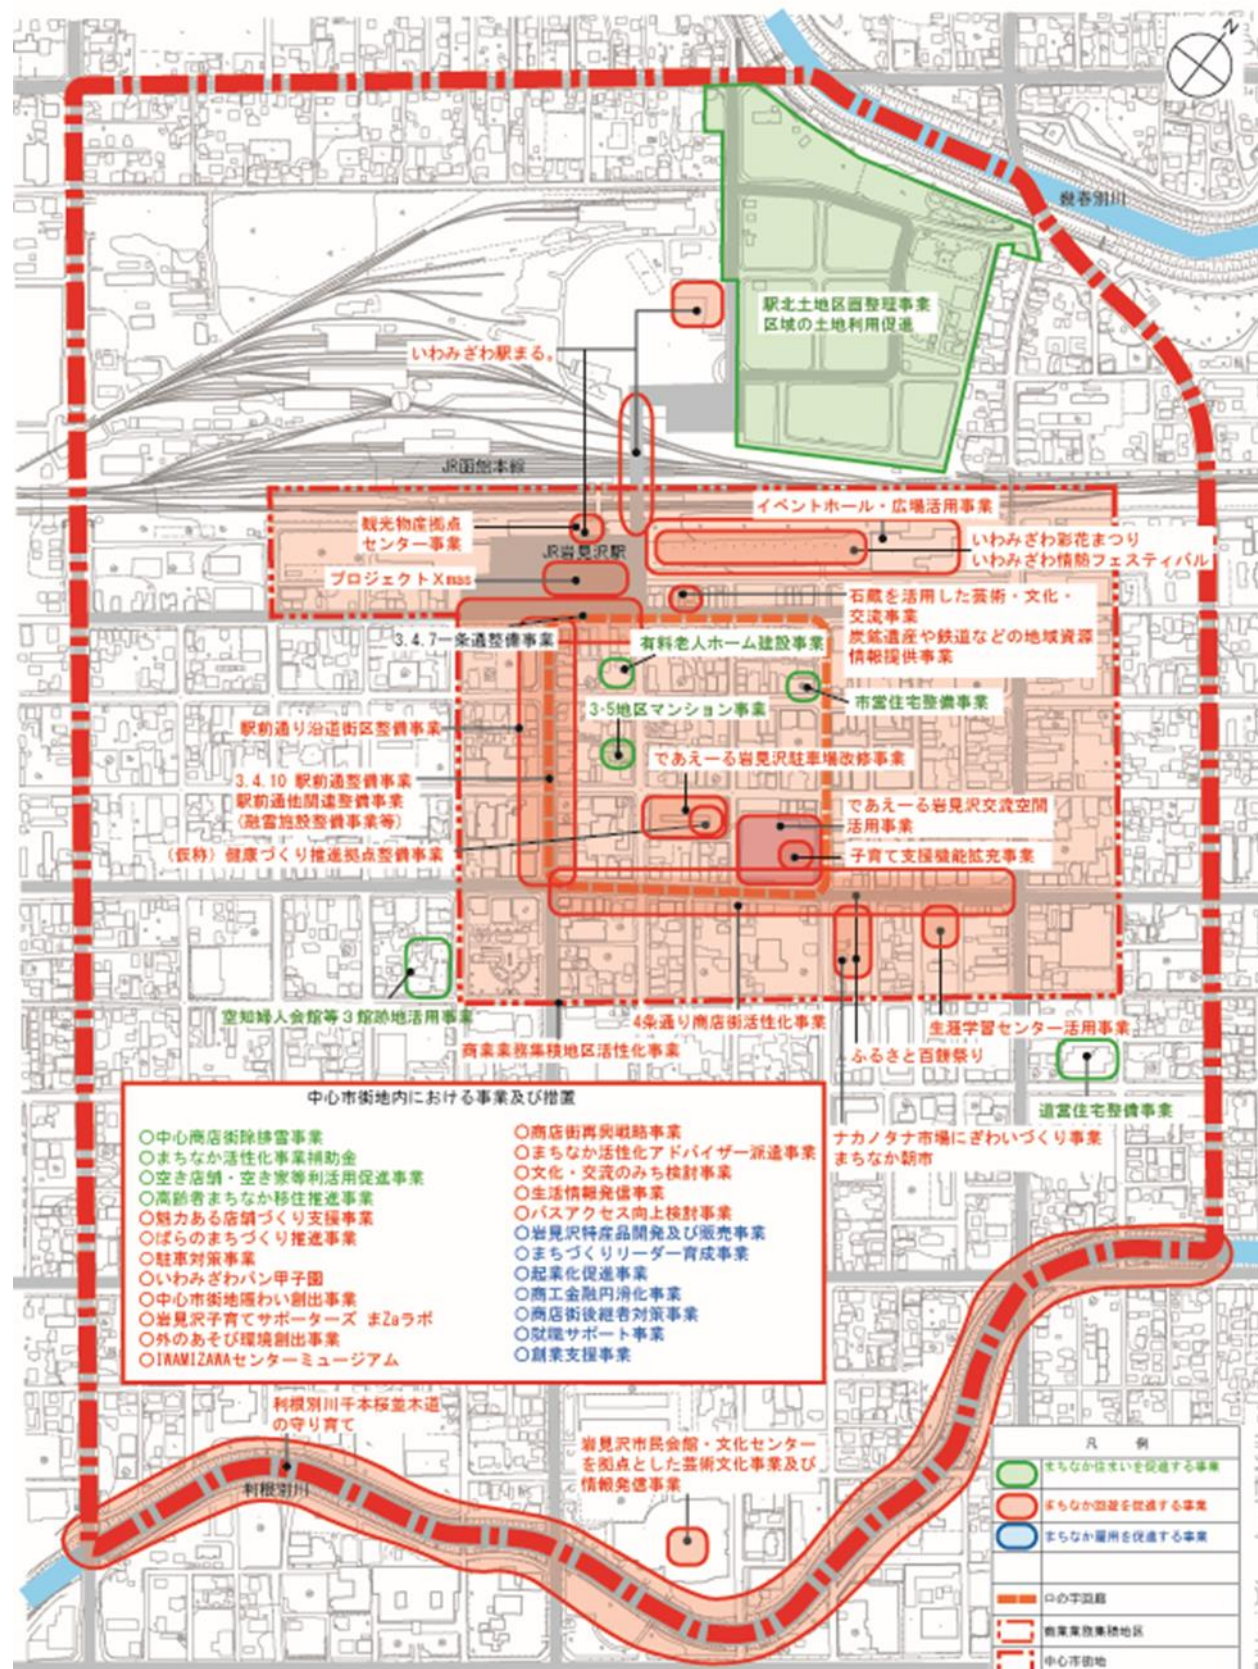 N
幾春別川
駅北土地区画整理事業
区域の土地利用促進
いわみざわ駅まる。
JR函館本線
観光物産拠点
センター事業
イベントホール・広場活用事業
JR岩見沢駅
いわみざわ彩花まつり
いわみざわ情熱フェスティバル
プロジェクトXmas
石蔵を活用した芸術・文化・
交流事業
炭鉱遺産や鉄道などの地域資源
情報提供事業
3.4.7一条通整備事業
有料老人ホーム建設事業
市営住宅整備事業
3・5地区マンション事業
駅前通り沿道街区整備事業
であえーる岩見沢駐車場改修事業
3.4.10 駅前通整備事業
駅前通他関連整備事業
(融雪施設整備事業等)
であえーる岩見沢交流空間
活用事業
(仮称)健康づくり推進拠点整備事業
子育て支援機能拡充事業
空知婦人会館等3館跡地活用事業
4条通り商店街活性化事業
生涯学習センター活用事業
商業業務集積地区活性化事業
ふるさと百餅祭り
道営住宅整備事業
ナカノタナ市場にぎわいづくり事業
まちなか朝市
中心市街地内における事業及び措置
○中心商店街除排雪事業
○まちなか活性化事業補助金
○空き店舗・空き家等利活用促進事業
○高齢者まちなか移住推進事業
○魅力ある店舗づくり支援事業
○ばらのまちづくり推進事業
○駐車対策事業
○いわみざわパン甲子園
○中心市街地賑わい創出事業
○岩見沢子育てサポーターズ まZaラボ
○外のあそび環境創出事業
○IWAMIZAWAセンターミュージアム
○商店街再興戦略事業
○まちなか活性化アドバイザー派遣事業
○文化・交流のみち検討事業
○生活情報発信事業
○バスアクセス向上検討事業
○岩見沢特産品開発及び販売事業
○まちづくりリーダー育成事業
○起業化促進事業
○商工金融円滑化事業
○商店街後継者対策事業
○就職サポート事業
○創業支援事業
利根別川千本桜並木道
の守り育て
利根別川
岩見沢市民会館・文化センター
を拠点とした芸術文化事業及び
情報発信事業
凡 例
まちなか住まいを促進する事業
まちなか回遊を促進する事業
まちなか雇用を促進する事業
ロの字回廊
商業業務集積地区
中心市街地